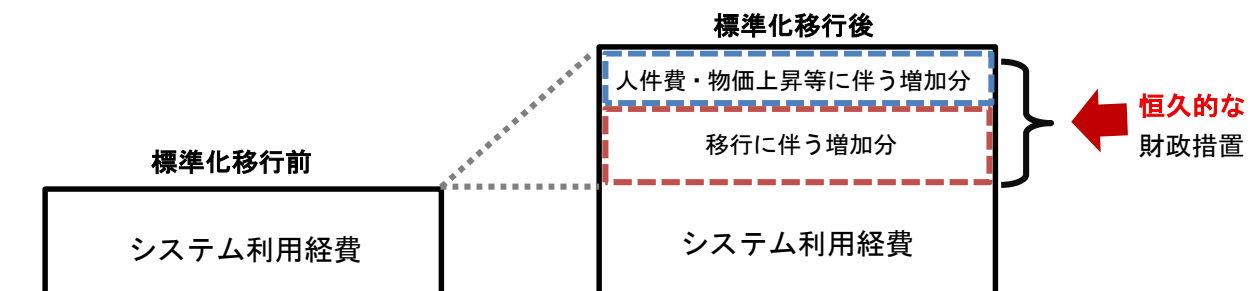 標準化移行後
人件費・物価上昇等に伴う増加分
恒久的な
財政措置
移行に伴う増加分
標準化移行前
システム利用経費
システム利用経費